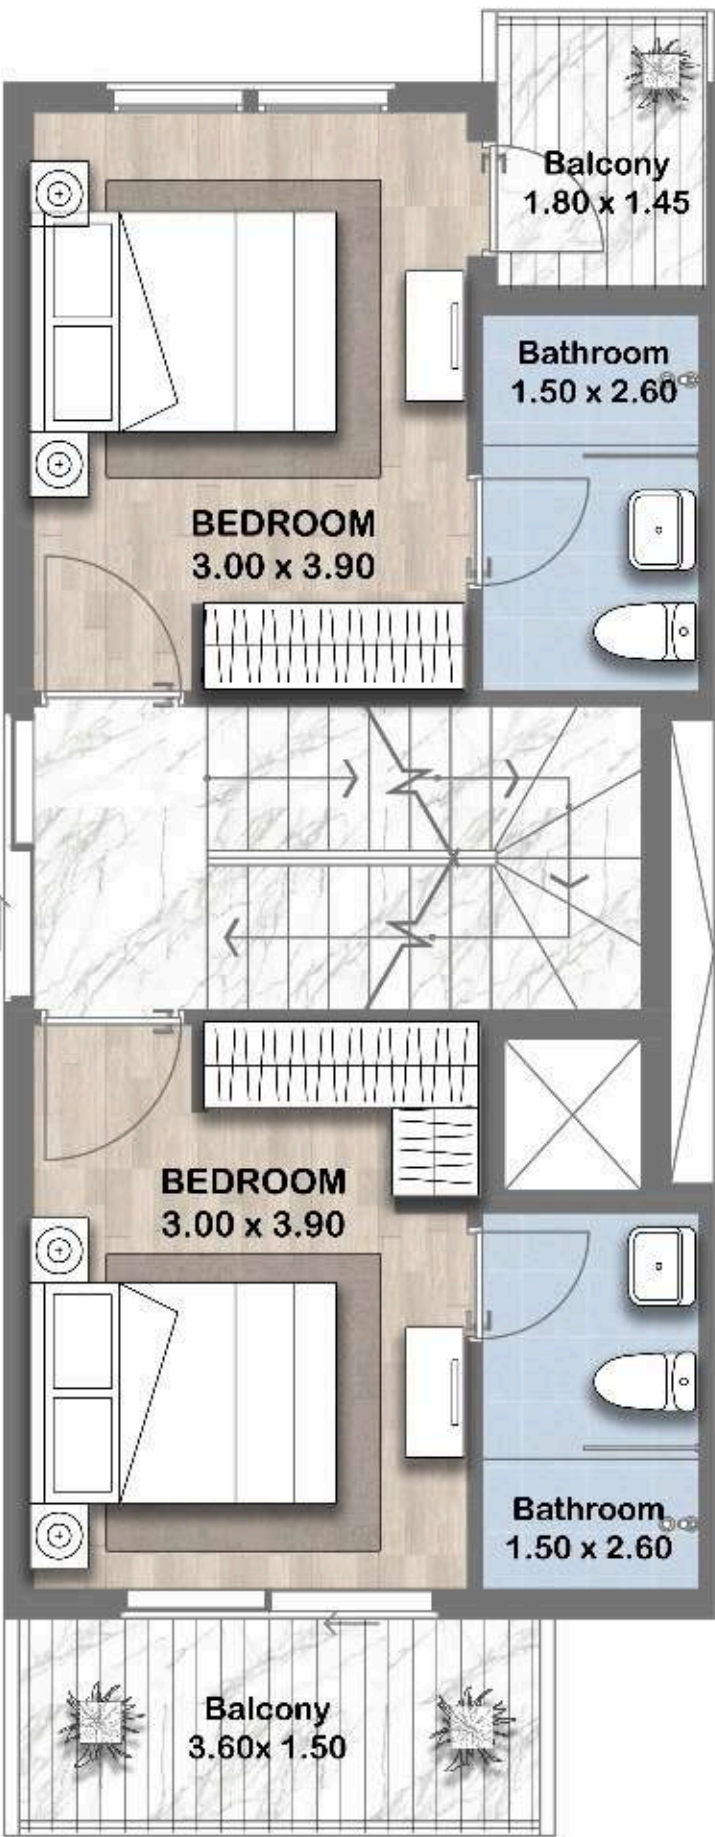 Balcony
1.80 x 1.45
Bathroom
1.50 x 2.60
BEDROOM
3.00 x 3.90
BEDROOM
3.00 x 3.90
Bathroom
1.50 x 2.60
Balcony
3.60x 1.50